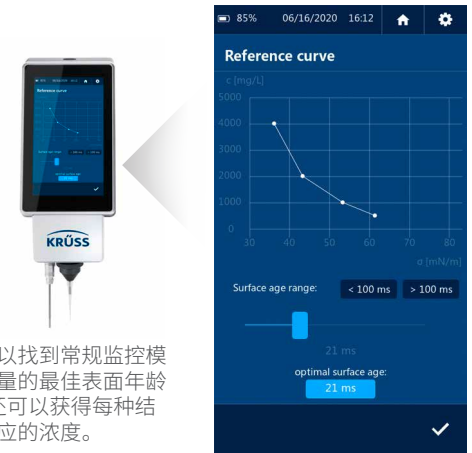 85% 06/16/2020 16:12
Reference curve
c [mg/L]
5000
4000
3000
2000
1000
0
30 40 50 60 70 80
σ [mN/m]
Surface age range: < 100 ms > 100 ms
21 ms
optimal surface age:
21 ms
Reference curve
KRÜSS
以找到常规监控模
量的最佳表面年龄
还可以获得每种结
应的浓度。